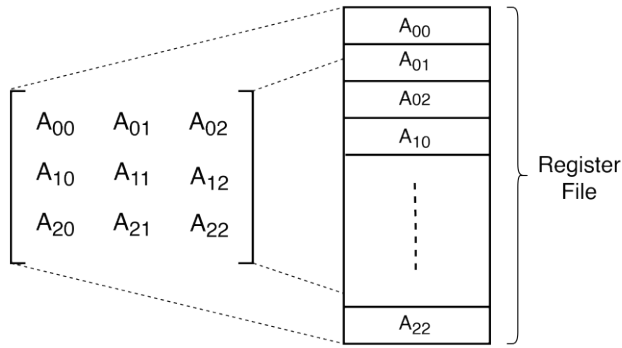 A₀₀ A₀₁ A₀₂
A₁₀ A₁₁ A₁₂
A₂₀ A₂₁ A₂₂
A₀₀
A₀₁
A₀₂
A₁₀
A₂₂
Register
File